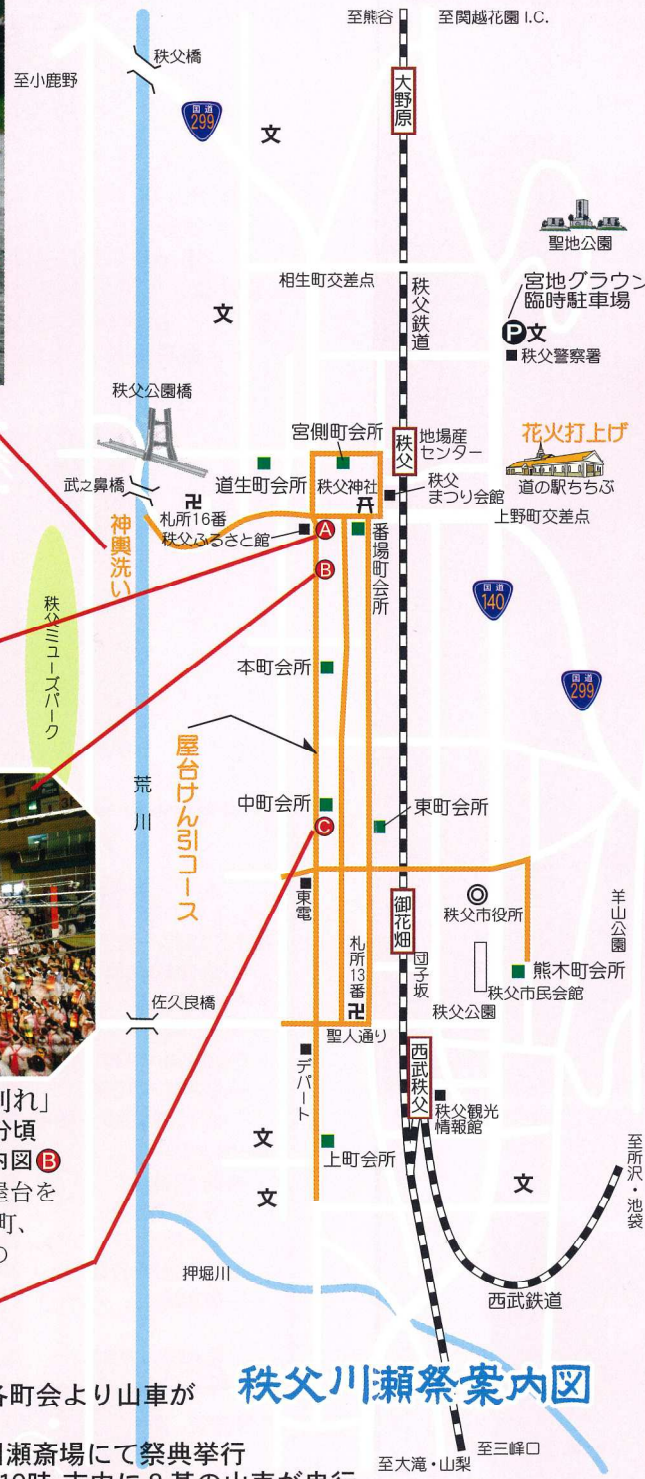 至熊谷
至関越花園I.C.
秩父橋
至小鹿野
国道
299
文
大野原
聖地公園
相生町交差点
秩父鉄道
宮地グラウン
臨時駐車場
文
P文
秩父警察署
秩父公園橋
宮側町会所
秩父
地場産
センター
花火打上げ
道の駅ちちぶ
武之鼻橋
道生町会所
秩父神社
秩父
まつり会館
上野町交差点
札所16番
秩父ふるさと館
A
番場町会所
神輿洗い
B
国道
140
秩父ミューズパーク
本町会所
国道
299
屋台けん引コース
荒川
中町会所
C
東町会所
東電
御花畑
秩父市役所
羊山公園
札所13番
団子坂
熊木町会所
秩父市民会館
秩父公園
佐久良橋
聖人通り
デパート
西武秩父
秩父観光
情報館
別れ」
分頃
内図B
屋台を
町、
の
文
上町会所
文
文
至所沢・池袋
押堀川
西武鉄道
秩父川瀬祭案内図
各町会より山車が
川瀬斎場にて祭典挙行
至三峰口
至大滝・山梨